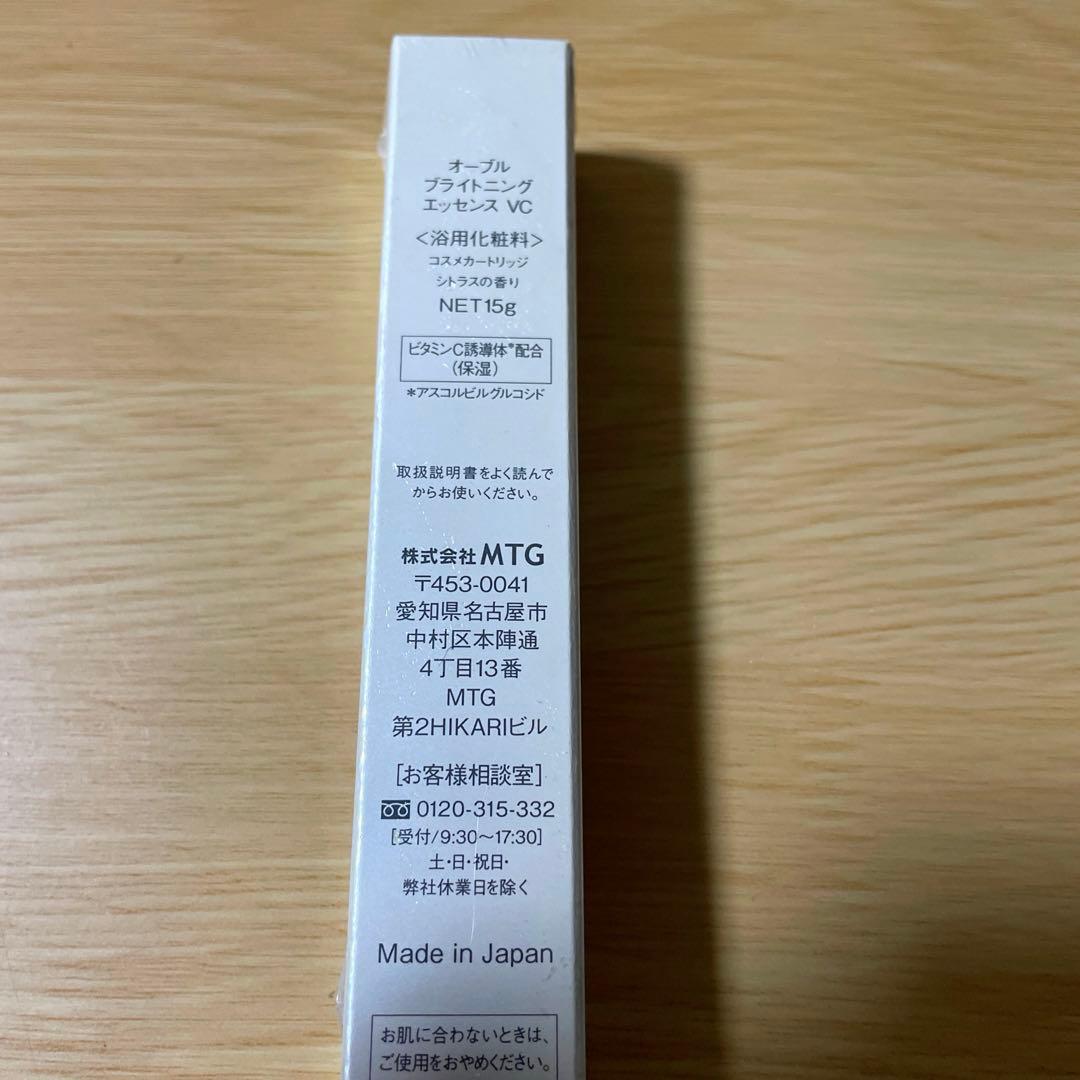 オーブル
ブライトニング
エッセンス VC
<浴用化粧料>
コスメカートリッジ
シトラスの香り
NET15g
ビタミンC誘導体*配合
(保湿)
*アスコルビルグルコシド
取扱説明書をよく読んで
からお使いください。
株式会社MTG
〒453-0041
愛知県名古屋市
中村区本陣通
4丁目13番
MTG
第2HIKARIビル
[お客様相談室]
0120-315-332
[受付/9:30〜17:30]
土・日・祝日・
弊社休業日を除く
Made in Japan
お肌に合わないときは、
ご使用をおやめください。